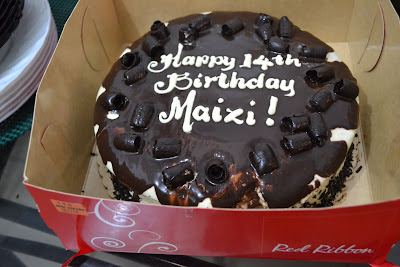 Happy 14th
Birthday
Maizi!
Red Ribbon